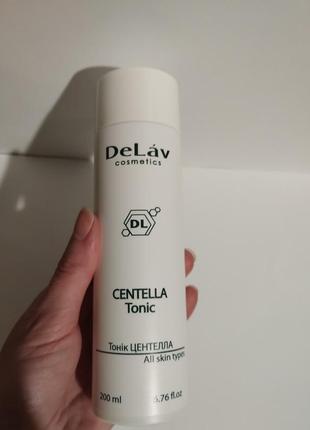 DeLáv
cosmetics
DL
CENTELLA
Tonic
Тонік ЦЕНТЕЛЛА
All skin types
200 ml 6.76 fl.oz